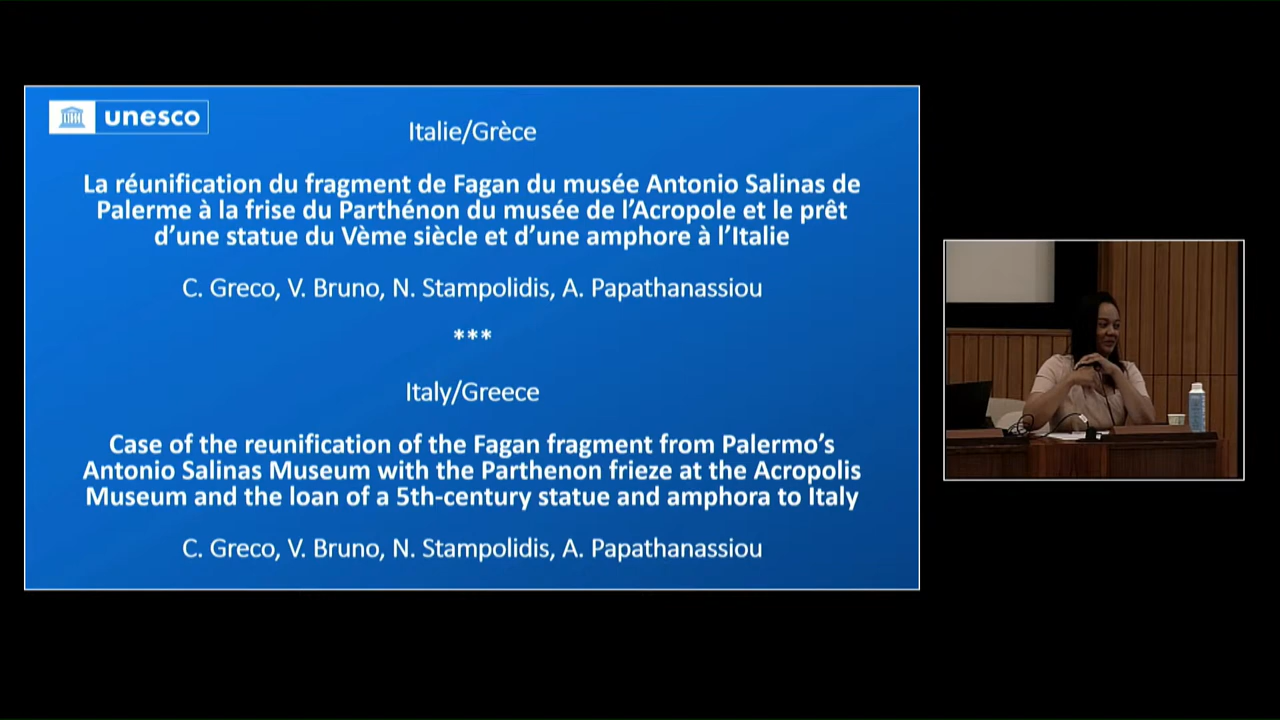 unesco
Italie/Grèce
La réunification du fragment de Fagan du musée Antonio Salinas de
Palerme à la frise du Parthénon du musée de l’Acropole et le prêt
d’une statue du Vème siècle et d’une amphore à l’Italie
C. Greco, V. Bruno, N. Stampolidis, A. Papathanassiou
***
Italy/Greece
Case of the reunification of the Fagan fragment from Palermo’s
Antonio Salinas Museum with the Parthenon frieze at the Acropolis
Museum and the loan of a 5th-century statue and amphora to Italy
C. Greco, V. Bruno, N. Stampolidis, A. Papathanassiou